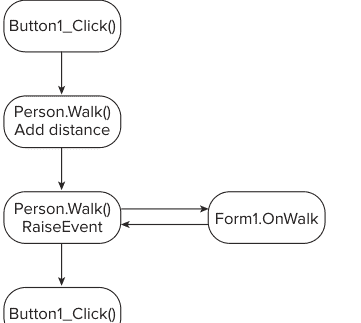 Button1_Click()
Person.Walk()
Add distance
Person.Walk()
RaiseEvent
Form1.OnWalk
Button1_Click()